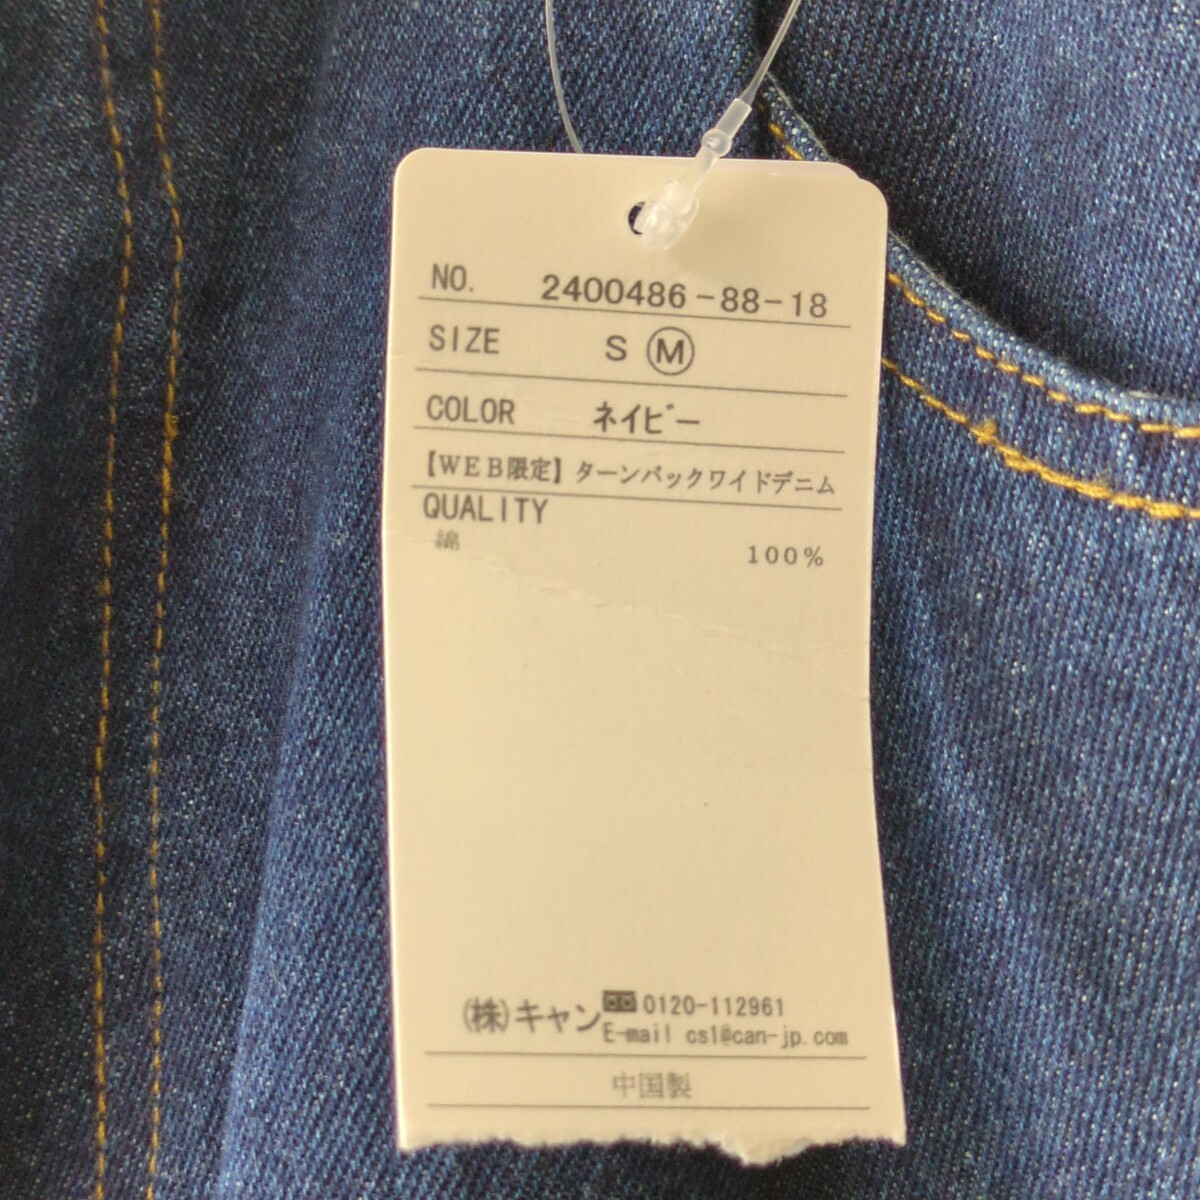 NO. 2400486-88-18
SIZE S Ⓜ
COLOR ネイビー
【WEB限定】ターンバックワイドデニム
QUALITY
綿 100%
(株)キャン 0120-112961
E-mail cs1@can-jp.com
中国製